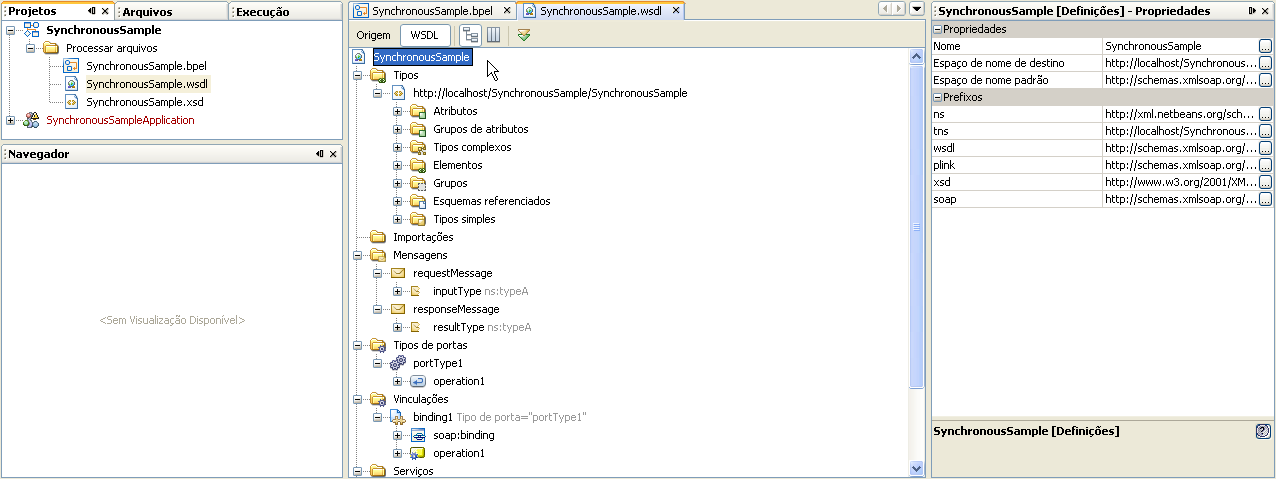 Projetos
Arquivos
Execução
SynchronousSample
Processar arquivos
SynchronousSample.bpel
SynchronousSample.wsdl
SynchronousSample.xsd
SynchronousSampleApplication
Navegador
<Sem Visualização Disponível>
SynchronousSample.bpel
SynchronousSample.wsdl
Origem
WSDL
SynchronousSample
Tipos
http://localhost/SynchronousSample/SynchronousSample
Atributos
Grupos de atributos
Tipos complexos
Elementos
Grupos
Esquemas referenciados
Tipos simples
Importações
Mensagens
requestMessage
inputType ns:typeA
responseMessage
resultType ns:typeA
Tipos de portas
portType1
operation1
Vinculações
binding1 Tipo de porta="portType1"
soap:binding
operation1
Serviços
SynchronousSample [Definições] - Propriedades
Propriedades
Nome SynchronousSample ...
Espaço de nome de destino http://localhost/Synchronous... ...
Espaço de nome padrão http://schemas.xmlsoap.org/... ...
Prefixos
ns http://xml.netbeans.org/sch... ...
tns http://localhost/Synchronous... ...
wsdl http://schemas.xmlsoap.org/... ...
plink http://schemas.xmlsoap.org/... ...
xsd http://www.w3.org/2001/XM... ...
soap http://schemas.xmlsoap.org/... ...
SynchronousSample [Definições]